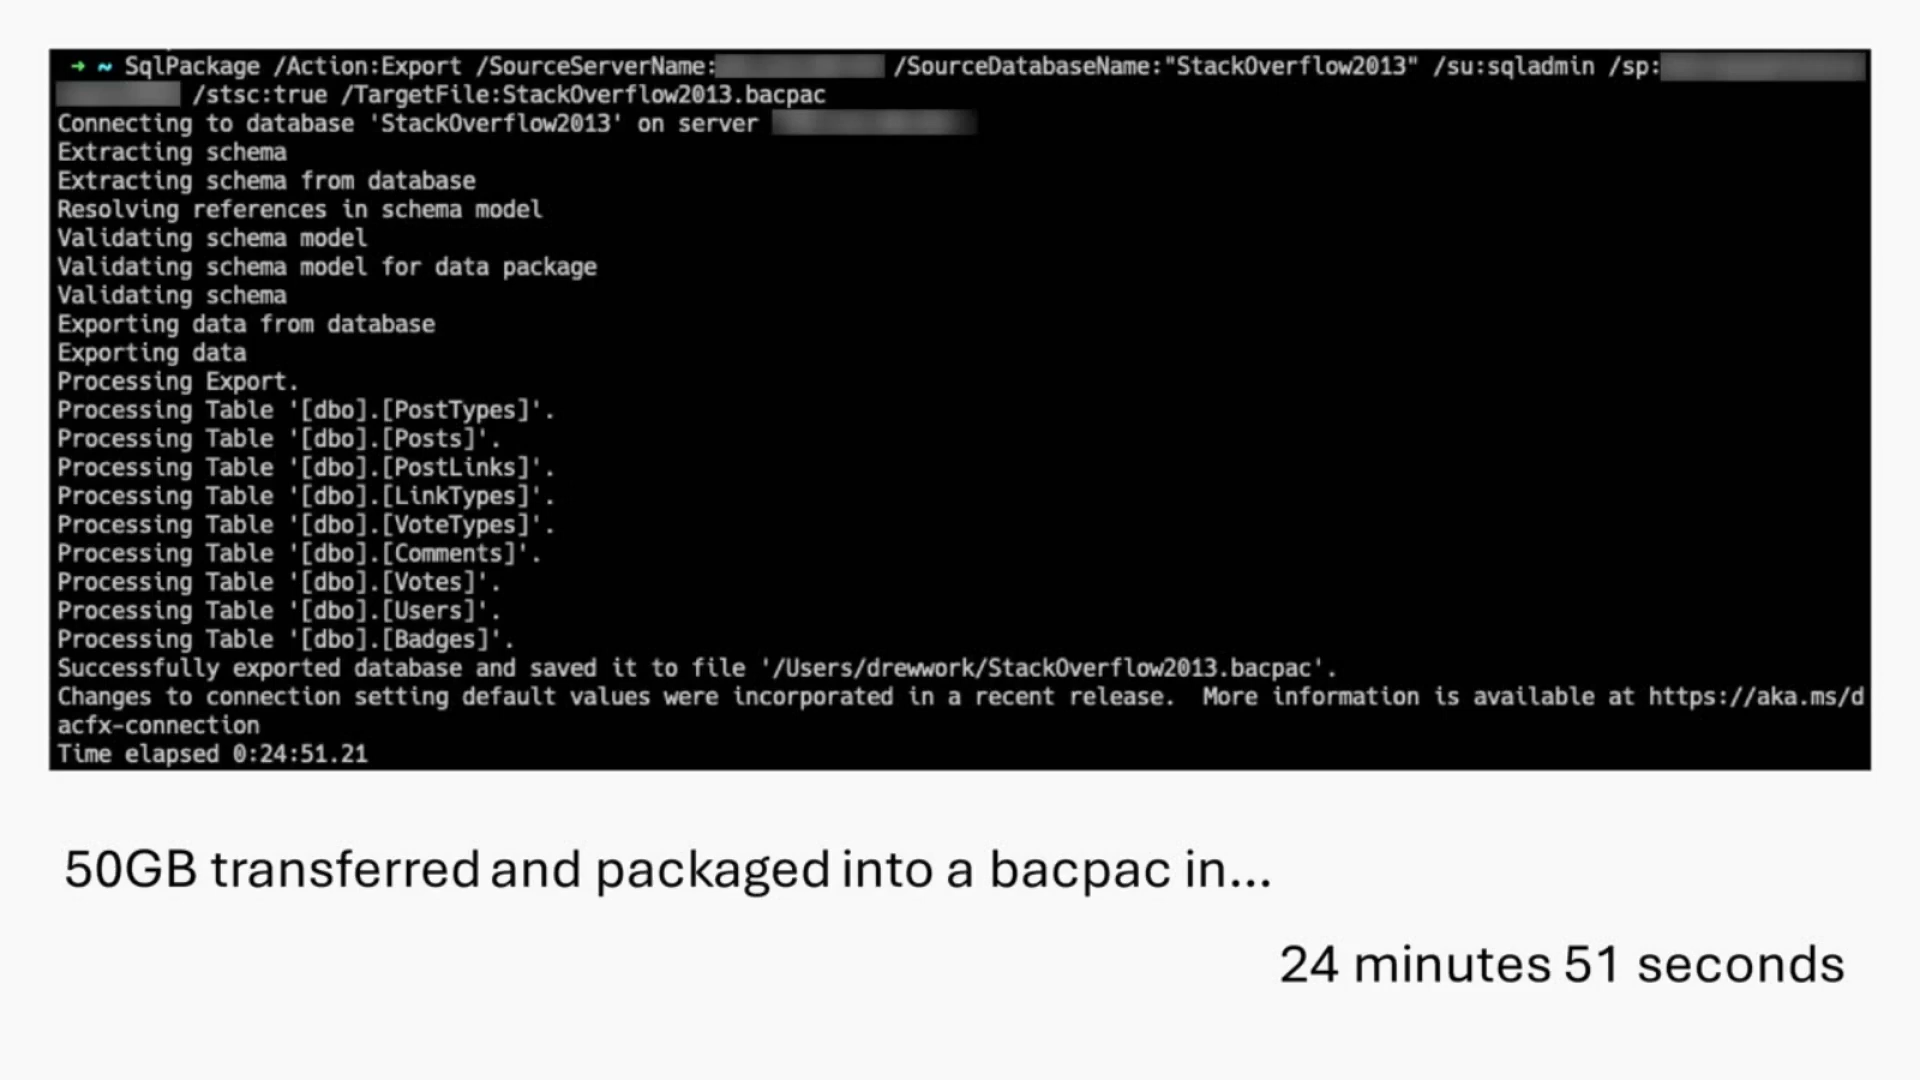 → ~ SqlPackage /Action:Export /SourceServerName: /SourceDatabaseName:"StackOverflow2013" /su:sqladmin /sp:
/stsc:true /TargetFile:StackOverflow2013.bacpac
Connecting to database 'StackOverflow2013' on server
Extracting schema
Extracting schema from database
Resolving references in schema model
Validating schema model
Validating schema model for data package
Validating schema
Exporting data from database
Exporting data
Processing Export.
Processing Table '[dbo].[PostTypes]'.
Processing Table '[dbo].[Posts]'.
Processing Table '[dbo].[PostLinks]'.
Processing Table '[dbo].[LinkTypes]'.
Processing Table '[dbo].[VoteTypes]'.
Processing Table '[dbo].[Comments]'.
Processing Table '[dbo].[Votes]'.
Processing Table '[dbo].[Users]'.
Processing Table '[dbo].[Badges]'.
Successfully exported database and saved it to file '/Users/drewwork/StackOverflow2013.bacpac'.
Changes to connection setting default values were incorporated in a recent release.  More information is available at https://aka.ms/d
acfx-connection
Time elapsed 0:24:51.21
50GB transferred and packaged into a bacpac in...
24 minutes 51 seconds